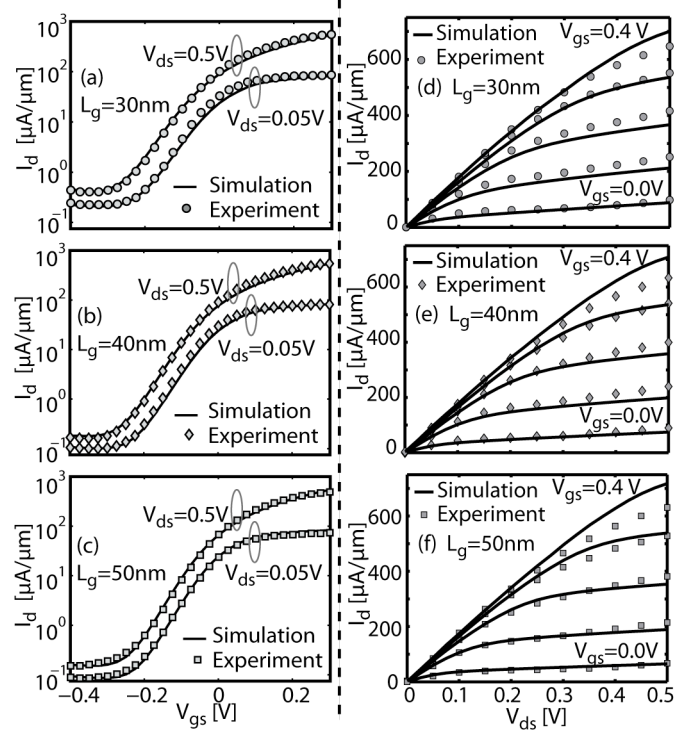 10³
10²
10¹
10⁰
10⁻¹
I_d [μA/μm]
(a)
L_g=30nm
V_ds=0.5V
V_ds=0.05V
Simulation
Experiment
10³
10²
10¹
10⁰
10⁻¹
I_d [μA/μm]
(b)
L_g=40nm
V_ds=0.5V
V_ds=0.05V
Simulation
Experiment
10³
10²
10¹
10⁰
10⁻¹
I_d [μA/μm]
(c)
L_g=50nm
V_ds=0.5V
V_ds=0.05V
Simulation
Experiment
−0.4 −0.2 0 0.2
V_gs [V]
600
400
200
0
I_d [μA/μm]
Simulation
Experiment
V_gs=0.4 V
(d) L_g=30nm
V_gs=0.0V
600
400
200
0
I_d [μA/μm]
Simulation
Experiment
V_gs=0.4 V
(e) L_g=40nm
V_gs=0.0V
600
400
200
0
I_d [μA/μm]
Simulation
Experiment
V_gs=0.4 V
(f) L_g=50nm
V_gs=0.0V
0 0.1 0.2 0.3 0.4 0.5
V_ds [V]